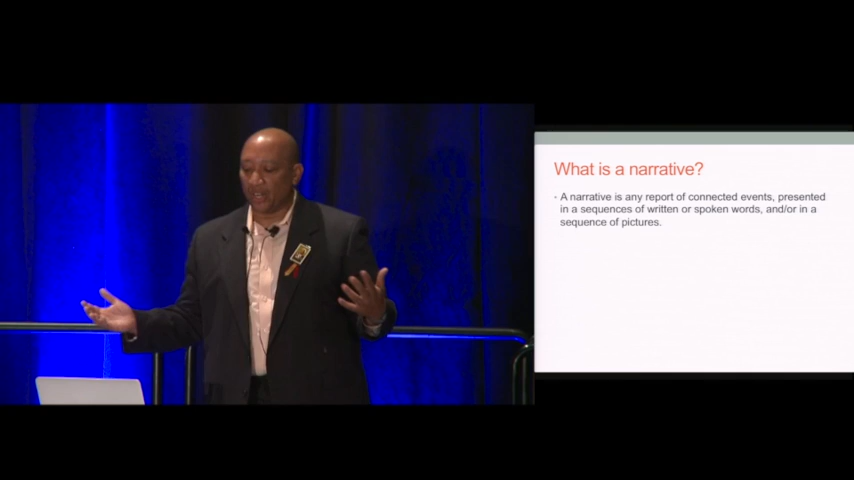 What is a narrative?
• A narrative is any report of connected events, presented
in a sequences of written or spoken words, and/or in a
sequence of pictures.